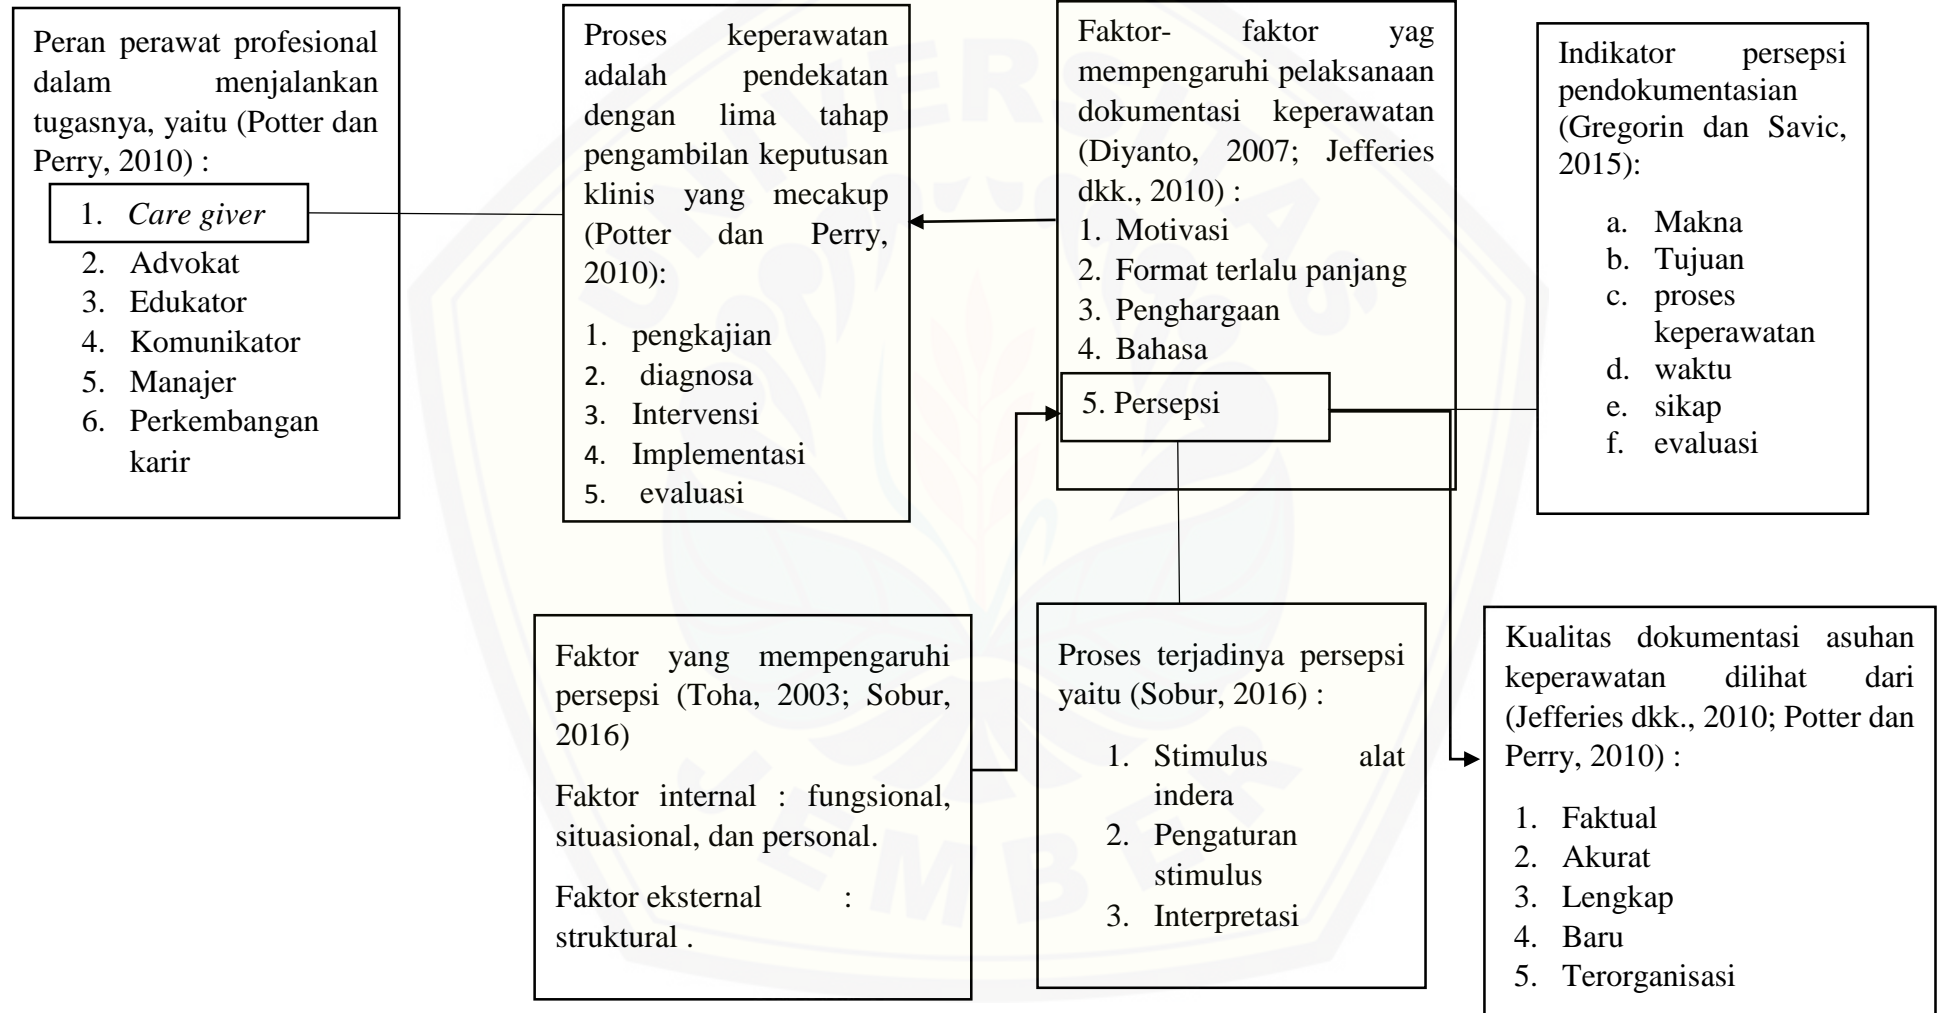 Peran perawat profesional
dalam menjalankan
tugasnya, yaitu (Potter dan
Perry, 2010) :
1. Care giver
2. Advokat
3. Edukator
4. Komunikator
5. Manajer
6. Perkembangan
karir
Proses keperawatan
adalah pendekatan
dengan lima tahap
pengambilan keputusan
klinis yang mecakup
(Potter dan Perry,
2010):
1. pengkajian
2. diagnosa
3. Intervensi
4. Implementasi
5. evaluasi
Faktor- faktor yag
mempengaruhi pelaksanaan
dokumentasi keperawatan
(Diyanto, 2007; Jefferies
dkk., 2010) :
1. Motivasi
2. Format terlalu panjang
3. Penghargaan
4. Bahasa
5. Persepsi
Indikator persepsi
pendokumentasian
(Gregorin dan Savic,
2015):
a. Makna
b. Tujuan
c. proses
keperawatan
d. waktu
e. sikap
f. evaluasi
Faktor yang mempengaruhi
persepsi (Toha, 2003; Sobur,
2016)
Faktor internal : fungsional,
situasional, dan personal.
Faktor eksternal :
struktural .
Proses terjadinya persepsi
yaitu (Sobur, 2016) :
1. Stimulus alat
indera
2. Pengaturan
stimulus
3. Interpretasi
Kualitas dokumentasi asuhan
keperawatan dilihat dari
(Jefferies dkk., 2010; Potter dan
Perry, 2010) :
1. Faktual
2. Akurat
3. Lengkap
4. Baru
5. Terorganisasi
UNIVERSITAS
JEMBER